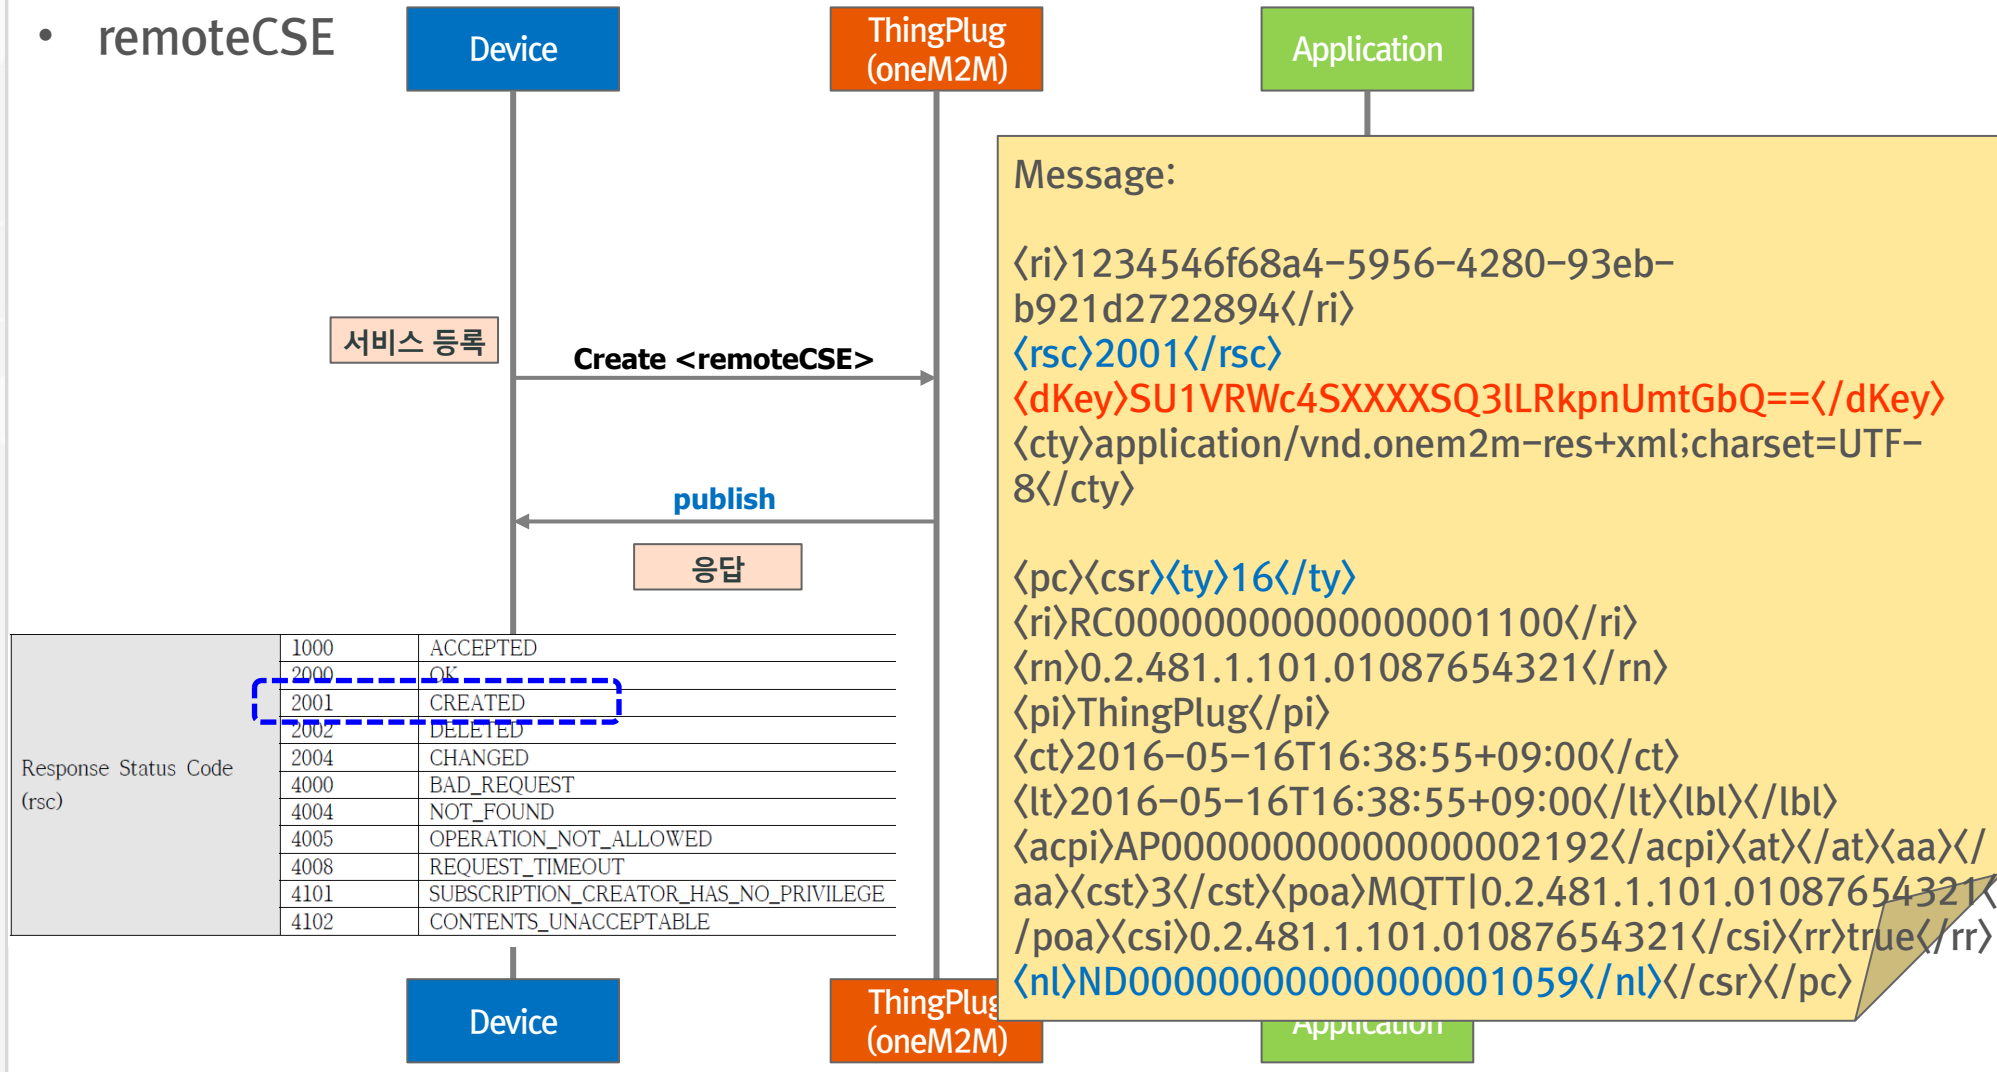 • remoteCSE
Device
ThingPlug
(oneM2M)
Application
서비스 등록
Create <remoteCSE>
publish
응답
Message:
〈ri〉1234546f68a4-5956-4280-93eb-
b921d2722894〈/ri〉
〈rsc〉2001〈/rsc〉
〈dKey〉SU1VRWc4SXXXXSQ3lLRkpnUmtGbQ==〈/dKey〉
〈cty〉application/vnd.onem2m-res+xml;charset=UTF-
8〈/cty〉
〈pc〉〈csr〉〈ty〉16〈/ty〉
〈ri〉RC00000000000000001100〈/ri〉
〈rn〉0.2.481.1.101.01087654321〈/rn〉
〈pi〉ThingPlug〈/pi〉
〈ct〉2016-05-16T16:38:55+09:00〈/ct〉
〈lt〉2016-05-16T16:38:55+09:00〈/lt〉〈lbl〉〈/lbl〉
〈acpi〉AP00000000000000002192〈/acpi〉〈at〉〈/at〉〈aa〉〈/
aa〉〈cst〉3〈/cst〉〈poa〉MQTT|0.2.481.1.101.01087654321〈
/poa〉〈csi〉0.2.481.1.101.01087654321〈/csi〉〈rr〉true〈/rr〉
〈nl〉ND00000000000000001059〈/nl〉〈/csr〉〈/pc〉
Response Status Code
(rsc)
1000 ACCEPTED
2000 OK
2001 CREATED
2002 DELETED
2004 CHANGED
4000 BAD_REQUEST
4004 NOT_FOUND
4005 OPERATION_NOT_ALLOWED
4008 REQUEST_TIMEOUT
4101 SUBSCRIPTION_CREATOR_HAS_NO_PRIVILEGE
4102 CONTENTS_UNACCEPTABLE
Device
ThingPlug
(oneM2M)
Application